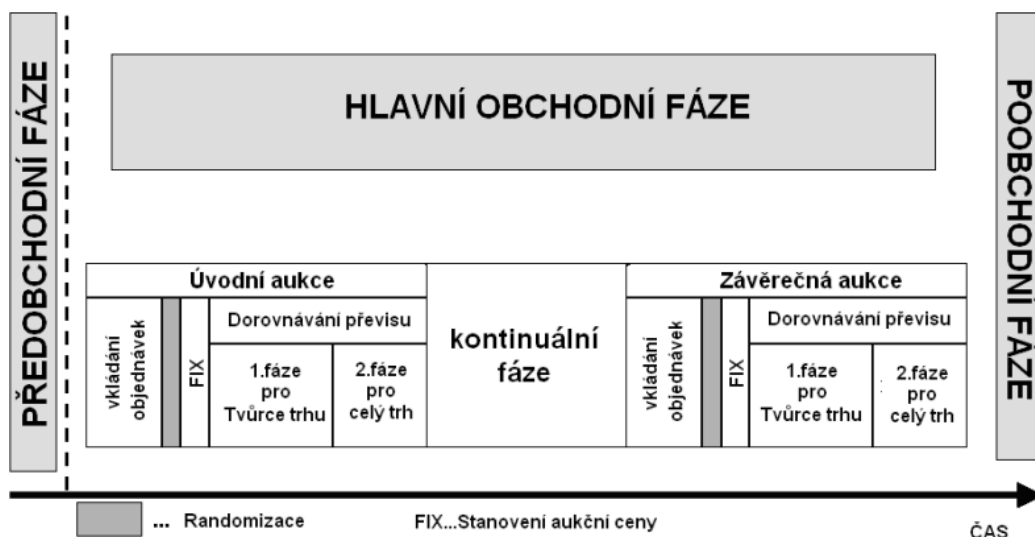 PŘEDOBCHODNÍ FÁZE
HLAVNÍ OBCHODNÍ FÁZE
POOBCHODNÍ FÁZE
Úvodní aukce
vkládání
objednávek
FIX
Dorovnávání převisu
1.fáze
pro
Tvůrce trhu
2.fáze
pro
celý trh
kontinuální
fáze
Závěrečná aukce
vkládání
objednávek
FIX
Dorovnávání převisu
1.fáze
pro
Tvůrce trhu
2.fáze
pro
celý trh
... Randomizace
FIX...Stanovení aukční ceny
ČAS